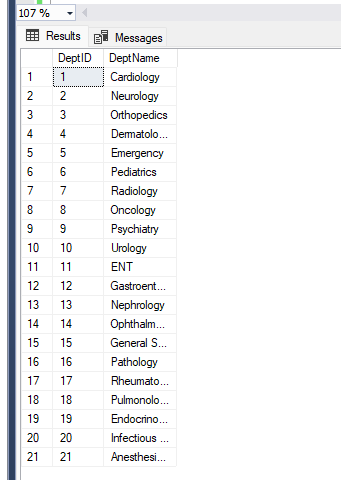 107 %
Results Messages
DeptID DeptName
1 1 Cardiology
2 2 Neurology
3 3 Orthopedics
4 4 Dermatolo...
5 5 Emergency
6 6 Pediatrics
7 7 Radiology
8 8 Oncology
9 9 Psychiatry
10 10 Urology
11 11 ENT
12 12 Gastroent...
13 13 Nephrology
14 14 Ophthalm...
15 15 General S...
16 16 Pathology
17 17 Rheumato...
18 18 Pulmonolo...
19 19 Endocrino...
20 20 Infectious ...
21 21 Anesthesi...